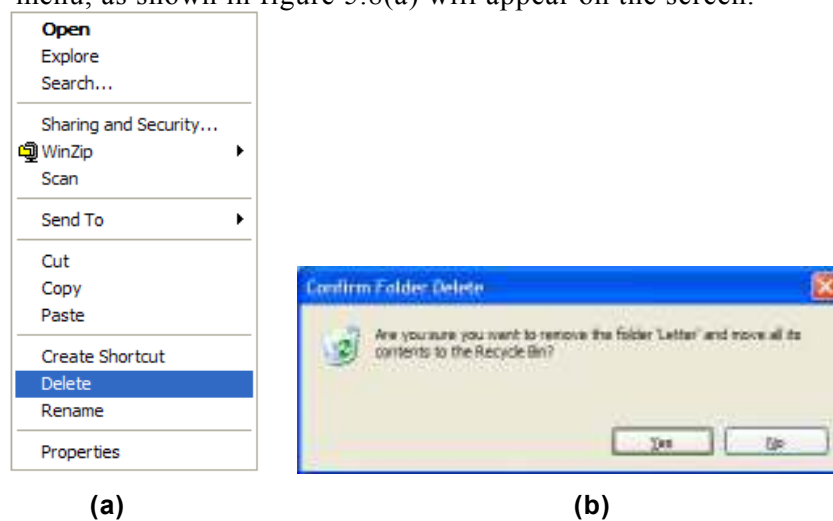 menu, as shown in figure 3.8(a) will appear on the screen.
Open
Explore
Search...
Sharing and Security...
WinZip
Scan
Send To
Cut
Copy
Paste
Create Shortcut
Delete
Rename
Properties
(a)
Confirm Folder Delete
Are you sure you want to remove the folder 'Letter' and move all its
contents to the Recycle Bin?
Yes
No
(b)